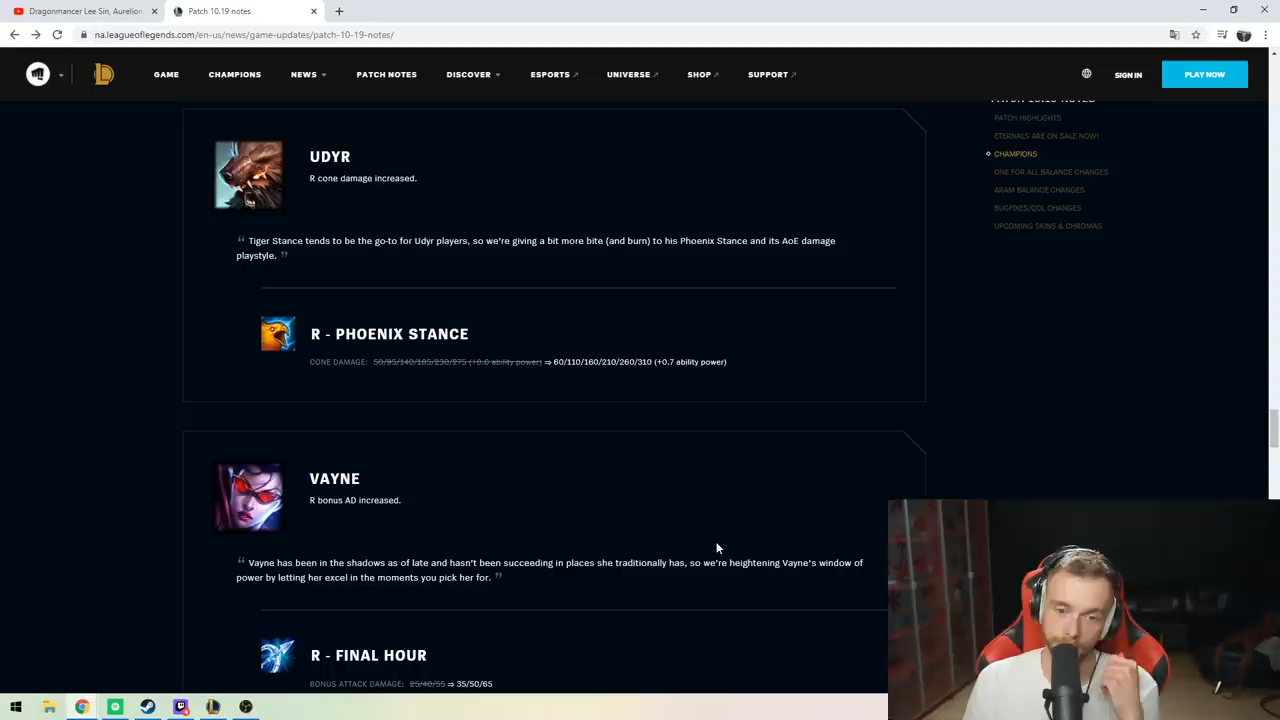 Dragonmancer Lee Sin, Aurelion
Patch 10.19 notes
na.leagueoflegends.com/en-us/news/game-updates/patch-10-19-notes/
GAME
CHAMPIONS
NEWS
PATCH NOTES
DISCOVER
ESPORTS
UNIVERSE
SHOP
SUPPORT
SIGN IN
PLAY NOW
PATCH 10.19 NOTES
PATCH HIGHLIGHTS
ETERNALS ARE ON SALE NOW!
CHAMPIONS
ONE FOR ALL BALANCE CHANGES
ARAM BALANCE CHANGES
BUGFIXES/QOL CHANGES
UPCOMING SKINS & CHROMAS
UDYR
R cone damage increased.
“ Tiger Stance tends to be the go-to for Udyr players, so we're giving a bit more bite (and burn) to his Phoenix Stance and its AoE damage
playstyle. ”
R - PHOENIX STANCE
CONE DAMAGE: 50/95/140/185/230/275 (+0.6 ability power) ⇒ 60/110/160/210/260/310 (+0.7 ability power)
VAYNE
R bonus AD increased.
“ Vayne has been in the shadows as of late and hasn't been succeeding in places she traditionally has, so we're heightening Vayne's window of
power by letting her excel in the moments you pick her for. ”
R - FINAL HOUR
BONUS ATTACK DAMAGE: 25/40/55 ⇒ 35/50/65